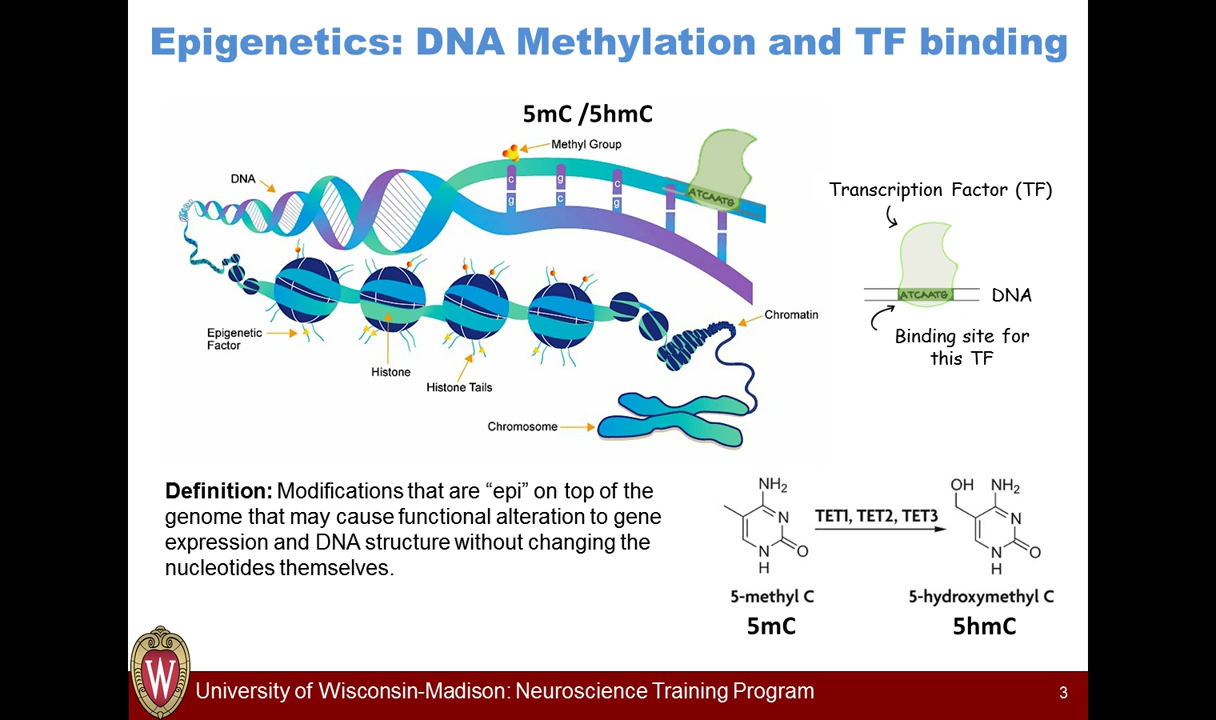 Epigenetics: DNA Methylation and TF binding
5mC /5hmC
Methyl Group
DNA
c
g
g
c
c
g
ATCAATG
Epigenetic
Factor
Histone
Histone Tails
Chromatin
Chromosome
Transcription Factor (TF)
ATCAATG
DNA
Binding site for
this TF
Definition: Modifications that are “epi” on top of the
genome that may cause functional alteration to gene
expression and DNA structure without changing the
nucleotides themselves.
NH2
N
N
H
O
5-methyl C
5mC
TET1, TET2, TET3
OH
NH2
N
N
H
O
5-hydroxymethyl C
5hmC
W
University of Wisconsin-Madison: Neuroscience Training Program
3